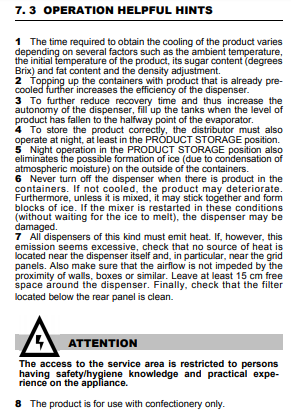 7. 3 OPERATION HELPFUL HINTS
1 The time required to obtain the cooling of the product varies
depending on several factors such as the ambient temperature,
the initial temperature of the product, its sugar content (degrees
Brix) and fat content and the density adjustment.
2 Topping up the containers with product that is already pre-
cooled further increases the efficiency of the dispenser.
3 To further reduce recovery time and thus increase the
autonomy of the dispenser, fill up the tanks when the level of
product has fallen to the halfway point of the evaporator.
4 To store the product correctly, the distributor must also
operate at night, at least in the PRODUCT STORAGE position.
5 Night operation in the PRODUCT STORAGE position also
eliminates the possible formation of ice (due to condensation of
atmospheric moisture) on the outside of the containers.
6 Never turn off the dispenser when there is product in the
containers. If not cooled, the product may deteriorate.
Furthermore, unless it is mixed, it may stick together and form
blocks of ice. If the mixer is restarted in these conditions
(without waiting for the ice to melt), the dispenser may be
damaged.
7 All dispensers of this kind must emit heat. If, however, this
emission seems excessive, check that no source of heat is
located near the dispenser itself and, in particular, near the grid
panels. Also make sure that the airflow is not impeded by the
proximity of walls, boxes or similar. Leave at least 15 cm free
space around the dispenser. Finally, check that the filter
located below the rear panel is clean.
ATTENTION
The access to the service area is restricted to persons
having safety/hygiene knowledge and practical expe-
rience on the appliance.
8 The product is for use with confectionery only.